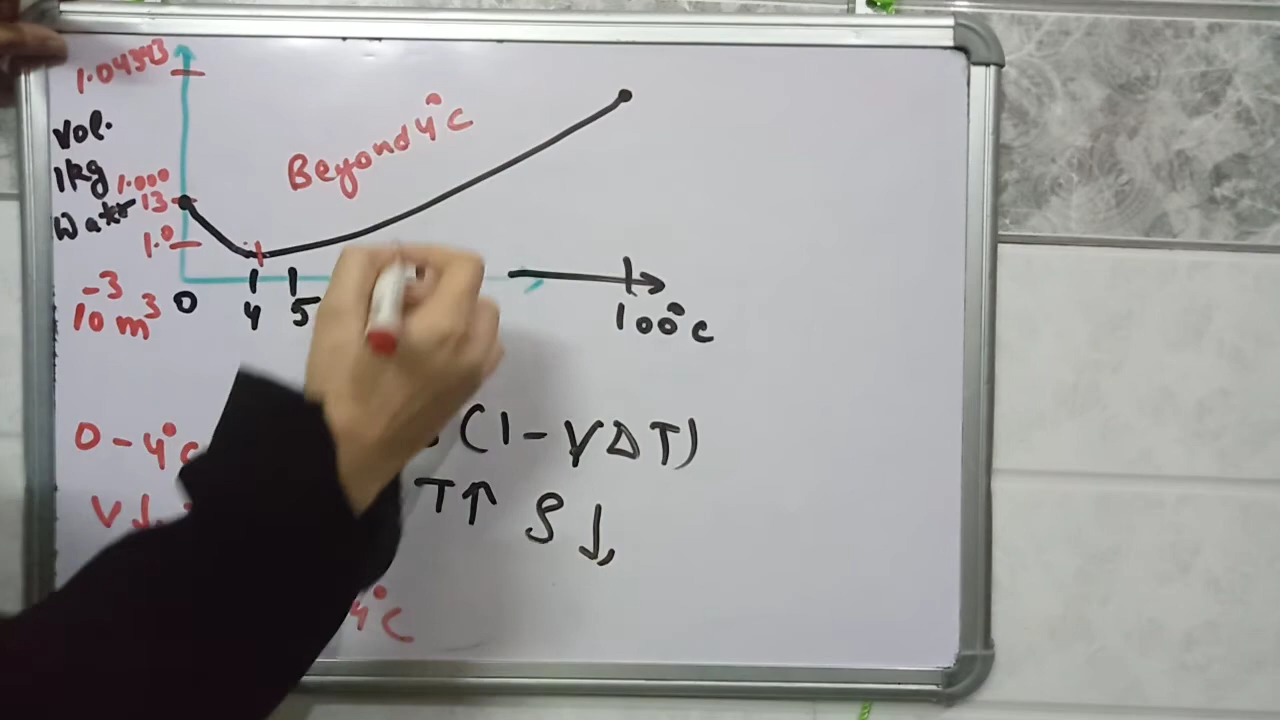 1.04343
Vol.
1kg
Water
1.000
13
1.0
10⁻³ m³
Beyond 4°C
0 4 5 100°C
0-4°C
V↓
(1-γΔT)
T↑ ρ↓,
4°C